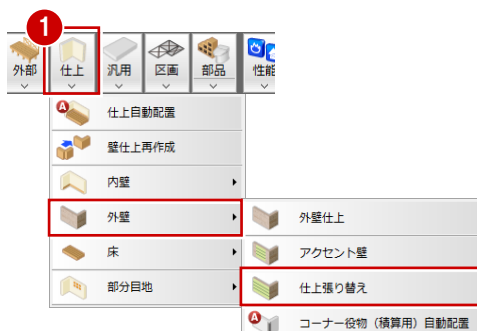 1
外部 仕上 汎用 区画 部品 性能
A 仕上自動配置
壁仕上再作成
内壁
外壁
床
部分目地
外壁仕上
アクセント壁
仕上張り替え
A コーナー役物（積算用）自動配置